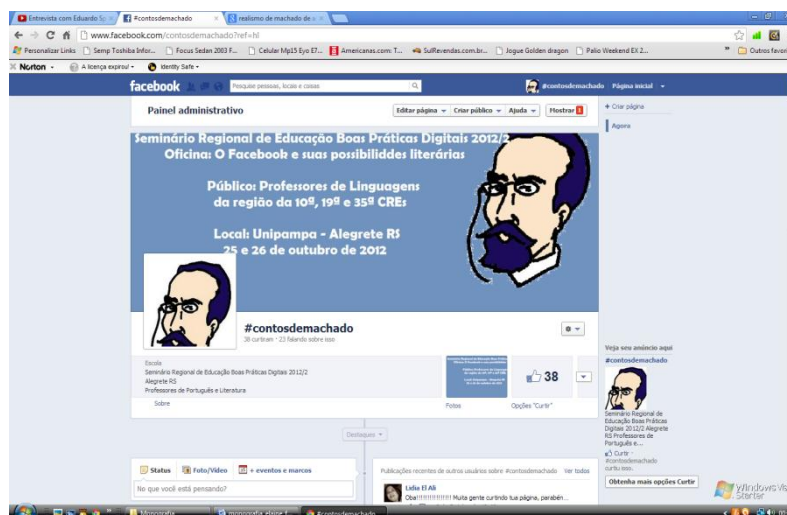 Entrevista com Eduardo Sp
#contosdemachado
realismo de machado de a
www.facebook.com/contosdemachado?ref=hl
Personalizar Links
Semp Toshiba Infor...
Focus Sedan 2003 F...
Celular Mp15 Eyo E7...
Americanas.com: T...
SulRevendas.com.br...
Jogue Golden dragon
Palio Weekend EX 2...
Outros favor
Norton
A licença expirou!
Identity Safe
facebook
Pesquise pessoas, locais e coisas
#contosdemachado
Página inicial
Painel administrativo
Editar página
Criar público
Ajuda
Mostrar
+ Criar página
Agora
Seminário Regional de Educação Boas Práticas Digitais 2012/2
Oficina: O Facebook e suas possibiliddes literárias
Público: Professores de Linguagens
da região da 10ª, 19ª e 35ª CREs
Local: Unipampa - Alegrete RS
25 e 26 de outubro de 2012
#contosdemachado
38 curtiram · 23 falando sobre isso
Escola
Seminário Regional de Educação Boas Práticas Digitais 2012/2
Alegrete RS
Professores de Português e Literatura
Sobre
38
Fotos
Opções "Curtir"
Destaques
Veja seu anúncio aqui
#contosdemachado
Seminário Regional de
Educação Boas Práticas
Digitais 2012/2 Alegrete
RS Professores de
Português e...
Curtir ·
#contosdemachado
curtiu isso.
Obtenha mais opções Curtir
Status
Foto/Vídeo
+ eventos e marcos
No que você está pensando?
Publicações recentes de outros usuários sobre #contosdemachado
Ver todos
Lidia El Ali
Oba!!!!!!!!!!!!!!!! Muita gente curtindo tua página, parabén...
Windows Vis
Starter
Monografia
monografia elaine f
#contosdemachado